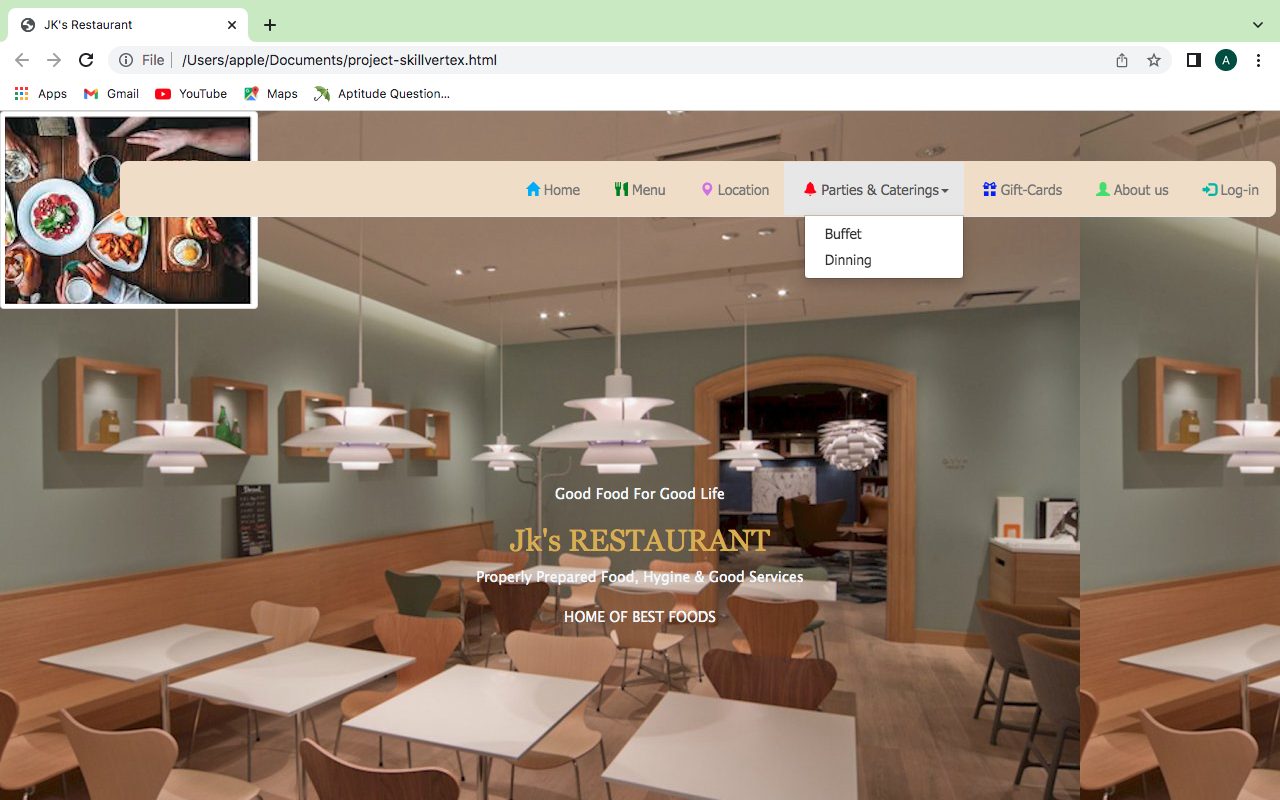 JK's Restaurant
File /Users/apple/Documents/project-skillvertex.html
A
Apps Gmail YouTube Maps Aptitude Question...
Home Menu Location Parties & Caterings Gift-Cards About us Log-in
Buffet
Dinning
Good Food For Good Life
Jk's RESTAURANT
Properly Prepared Food, Hygine & Good Services
HOME OF BEST FOODS